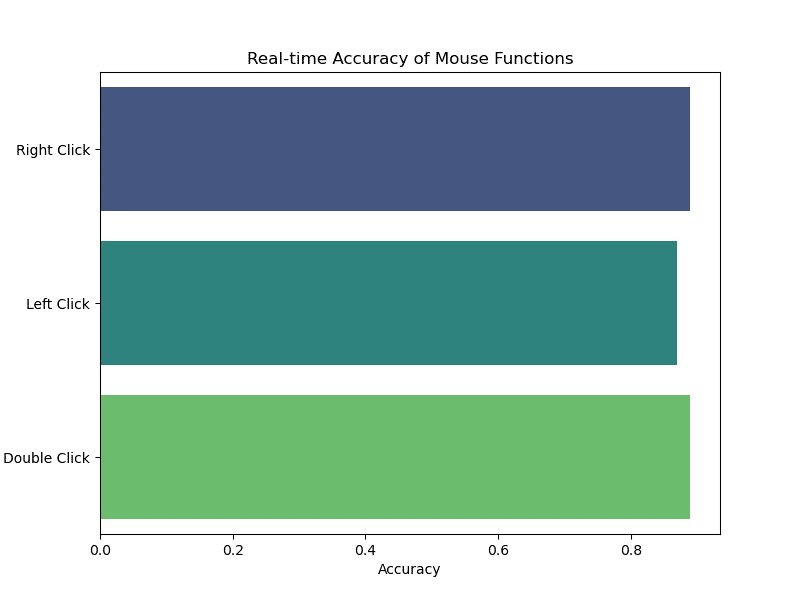 Real-time Accuracy of Mouse Functions
Right Click
Left Click
Double Click
0.0 0.2 0.4 0.6 0.8
Accuracy